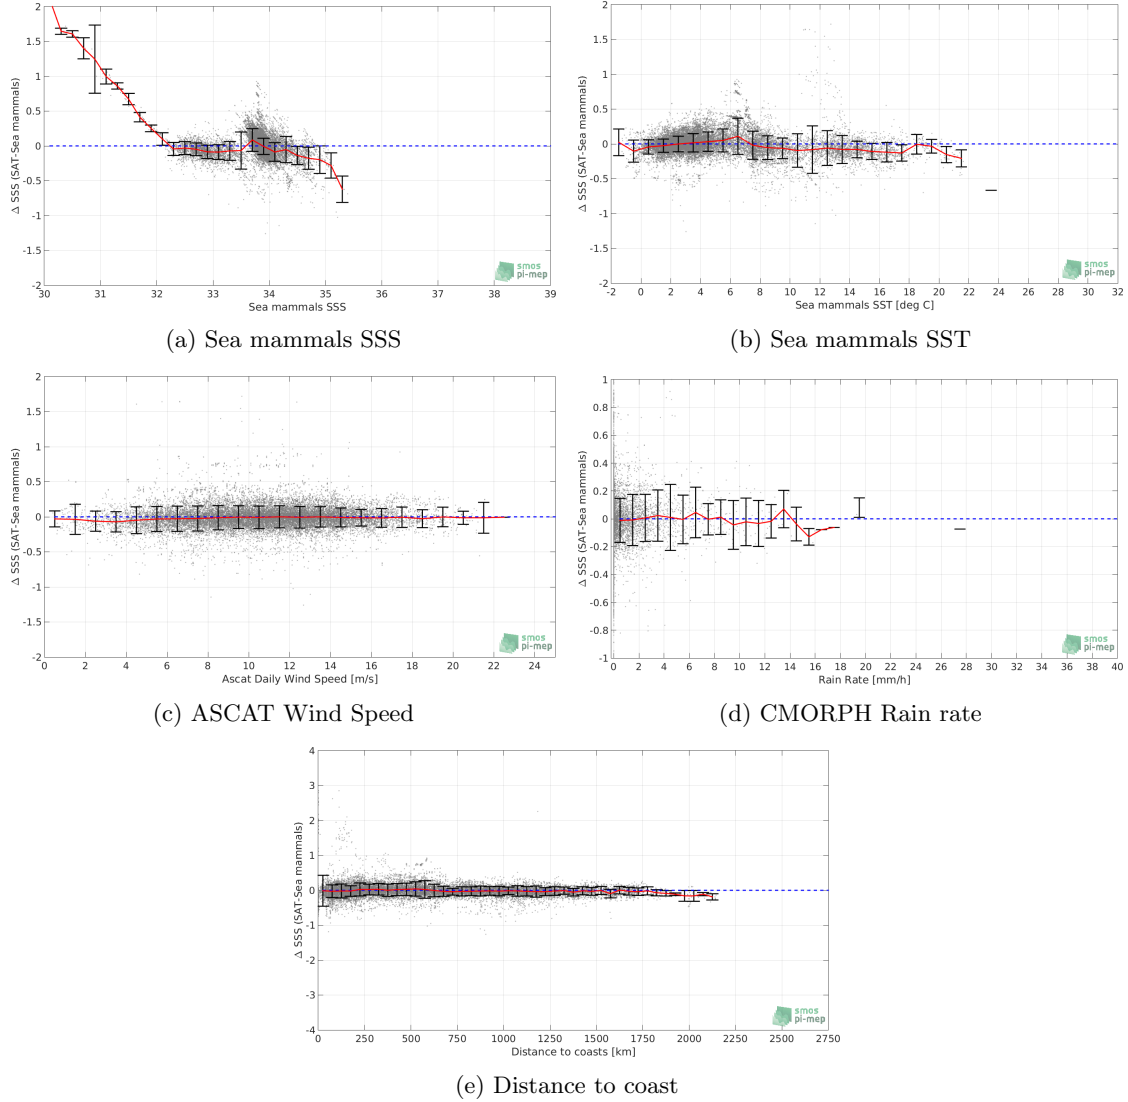 2
1.5
1
0.5
0
-0.5
-1
-1.5
-2
Δ SSS (SAT-Sea mammals)
30 31 32 33 34 35 36 37 38 39
Sea mammals SSS
smos
pi-mep
(a) Sea mammals SSS
2
1.5
1
0.5
0
-0.5
-1
-1.5
-2
Δ SSS (SAT-Sea mammals)
-2 0 2 4 6 8 10 12 14 16 18 20 22 24 26 28 30 32
Sea mammals SST [deg C]
smos
pi-mep
(b) Sea mammals SST
2
1.5
1
0.5
0
-0.5
-1
-1.5
-2
Δ SSS (SAT-Sea mammals)
0 2 4 6 8 10 12 14 16 18 20 22 24
Ascat Daily Wind Speed [m/s]
smos
pi-mep
(c) ASCAT Wind Speed
1
0.8
0.6
0.4
0.2
0
-0.2
-0.4
-0.6
-0.8
-1
Δ SSS (SAT-Sea mammals)
0 2 4 6 8 10 12 14 16 18 20 22 24 26 28 30 32 34 36 38 40
Rain Rate [mm/h]
smos
pi-mep
(d) CMORPH Rain rate
4
3
2
1
0
-1
-2
-3
-4
Δ SSS (SAT-Sea mammals)
0 250 500 750 1000 1250 1500 1750 2000 2250 2500 2750
Distance to coasts [km]
smos
pi-mep
(e) Distance to coast